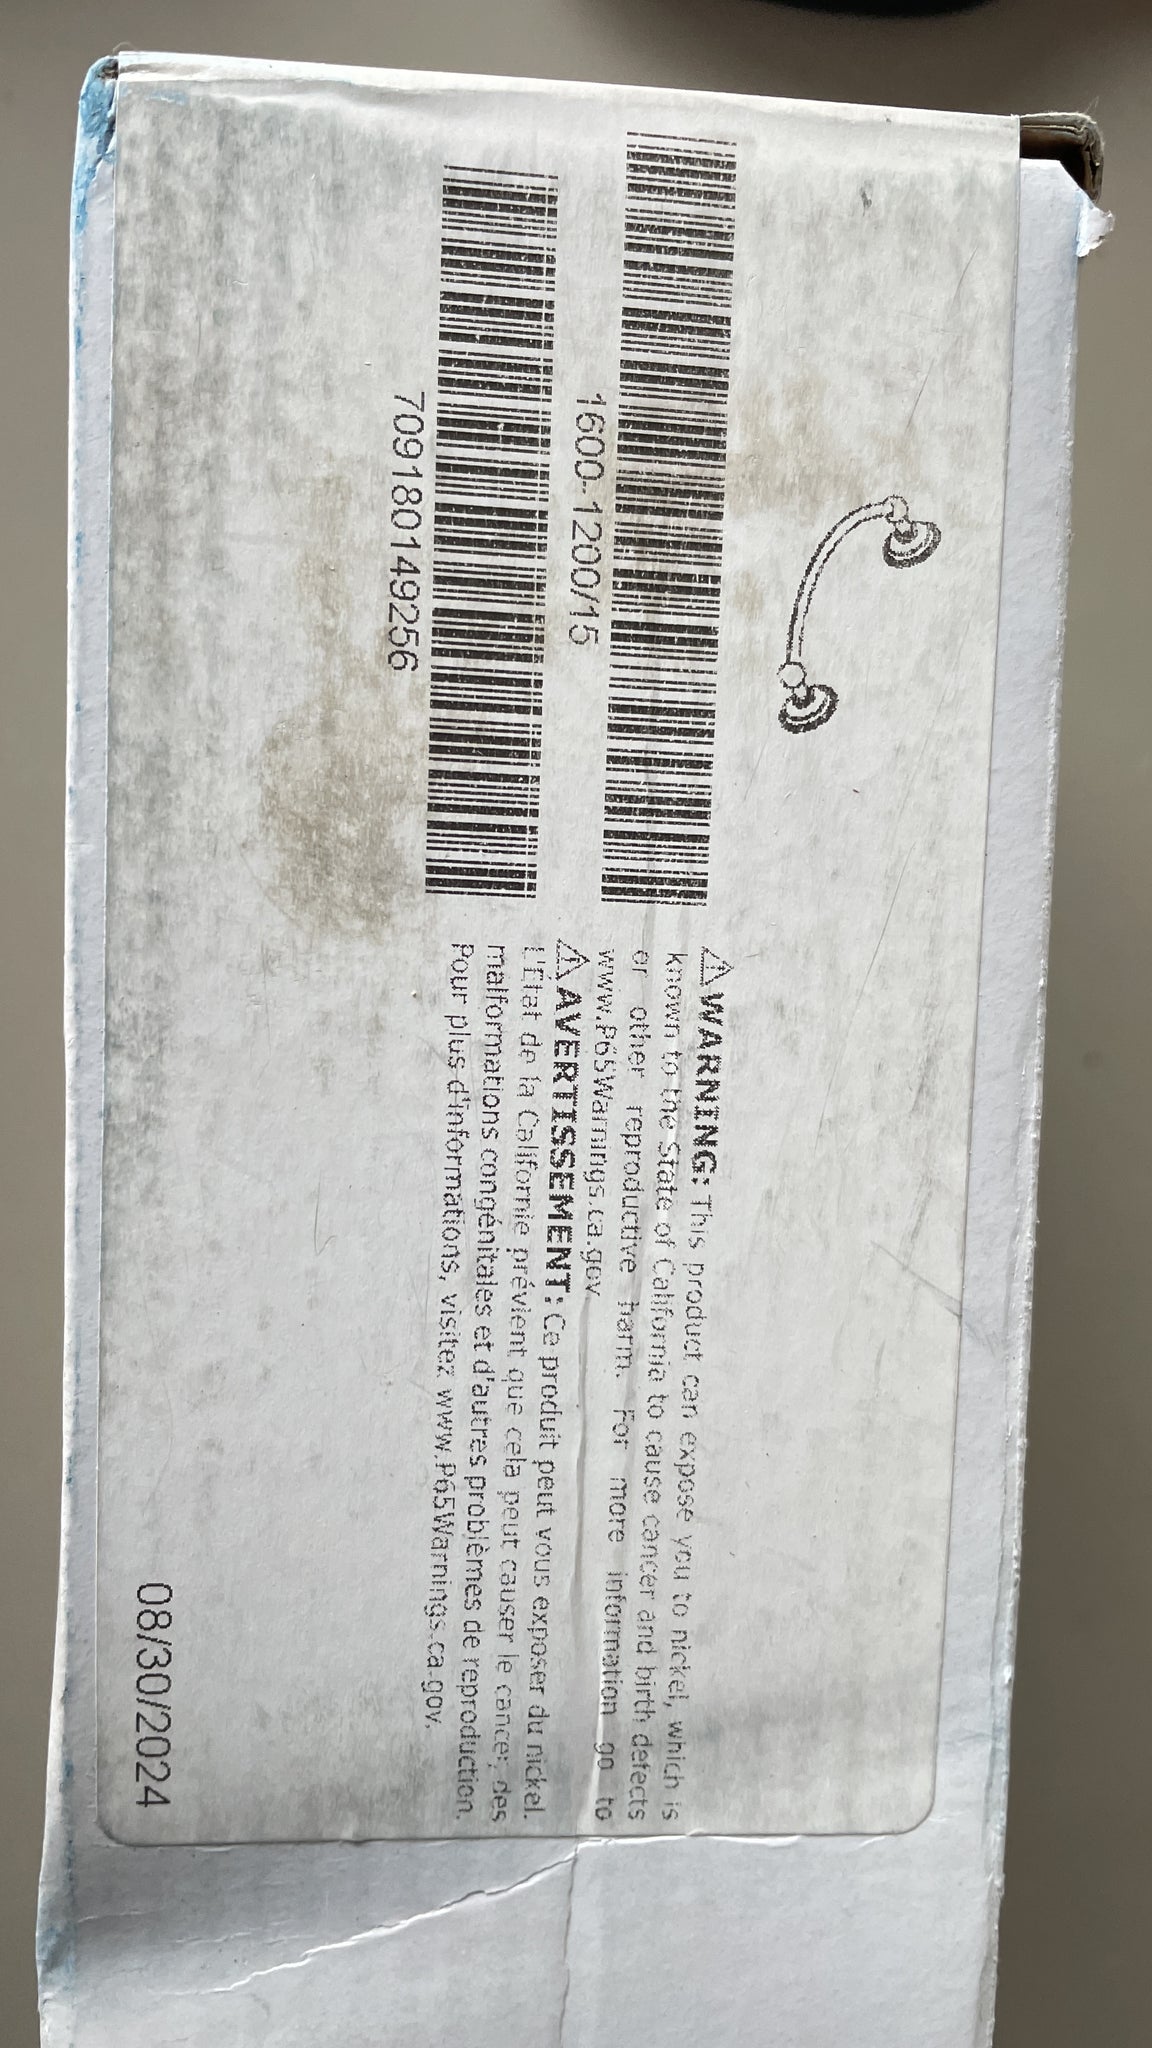 1600-1200/15
709180149256
⚠WARNING: This product can expose you to nickel, which is
known to the State of California to cause cancer and birth defects
or other reproductive harm. For more information go to
www.P65Warnings.ca.gov
⚠AVERTISSEMENT: Ce produit peut vous exposer du nickel.
L'État de la Californie prévient que cela peut causer le cancer, des
malformations congénitales et d'autres problèmes de reproduction.
Pour plus d'informations, visitez www.P65Warnings.ca.gov.
08/30/2024